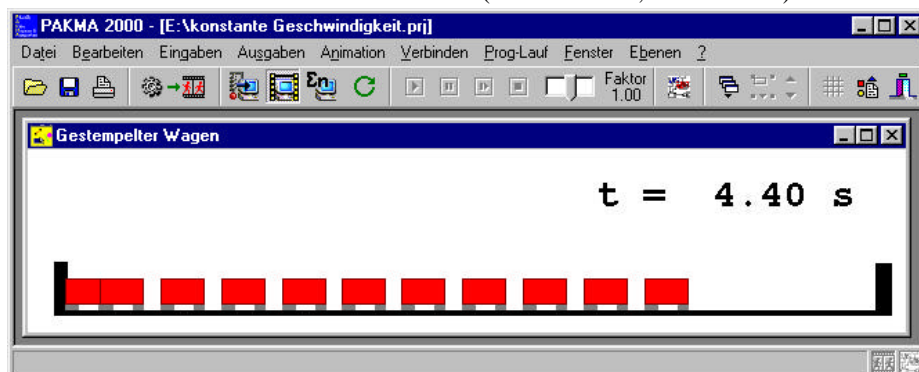 PAKMA 2000 - [E:\konstante Geschwindigkeit.prj]
Datei Bearbeiten Eingaben Ausgaben Animation Verbinden Prog-Lauf Fenster Ebenen ?
Faktor
1.00
Gestempelter Wagen
t = 4.40 s